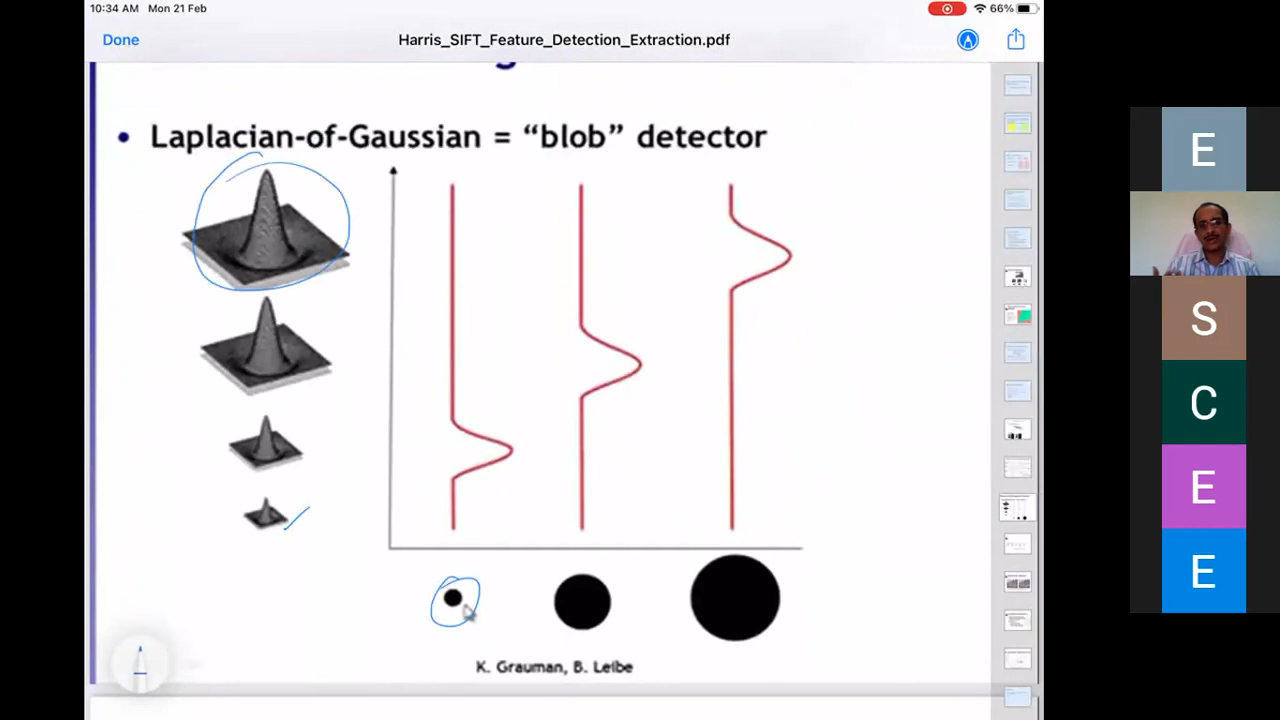 10:34 AM Mon 21 Feb
66%
Done
Harris_SIFT_Feature_Detection_Extraction.pdf
• Laplacian-of-Gaussian = “blob” detector
K. Grauman, B. Leibe
E
S
C
E
E